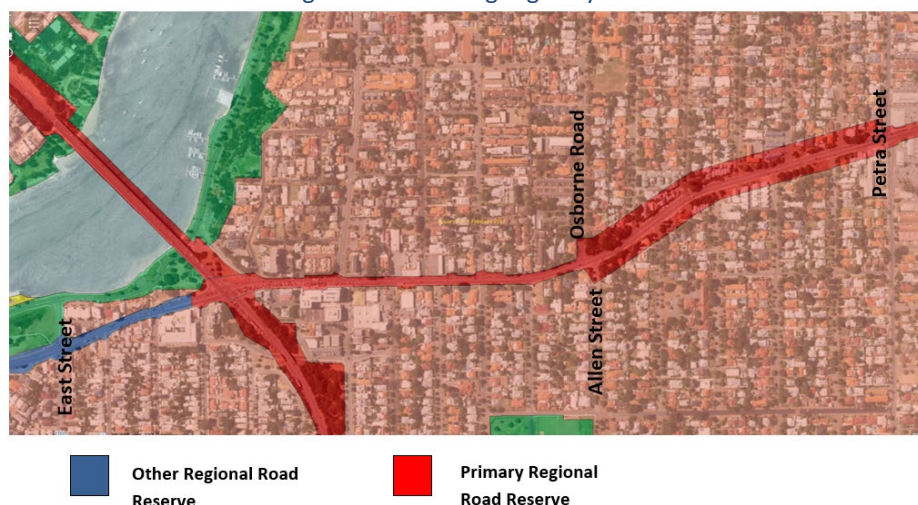 Osborne Road
Petra Street
East Street
Allen Street
Other Regional Road
Reserve
Primary Regional
Road Reserve